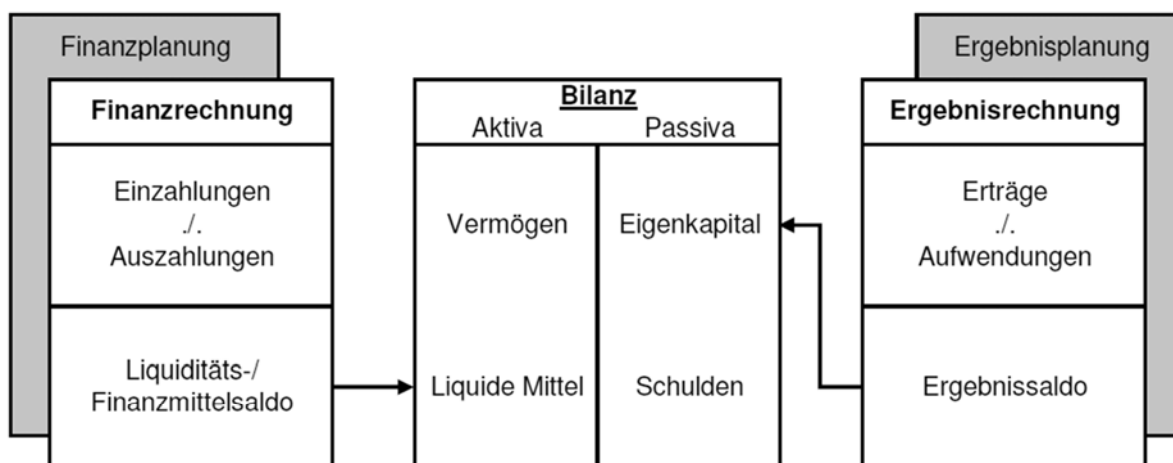 Finanzplanung
Finanzrechnung
Einzahlungen
./.
Auszahlungen
Liquiditäts-/
Finanzmittelsaldo
Bilanz
Aktiva Passiva
Vermögen Eigenkapital
Liquide Mittel Schulden
Ergebnisplanung
Ergebnisrechnung
Erträge
./.
Aufwendungen
Ergebnissaldo